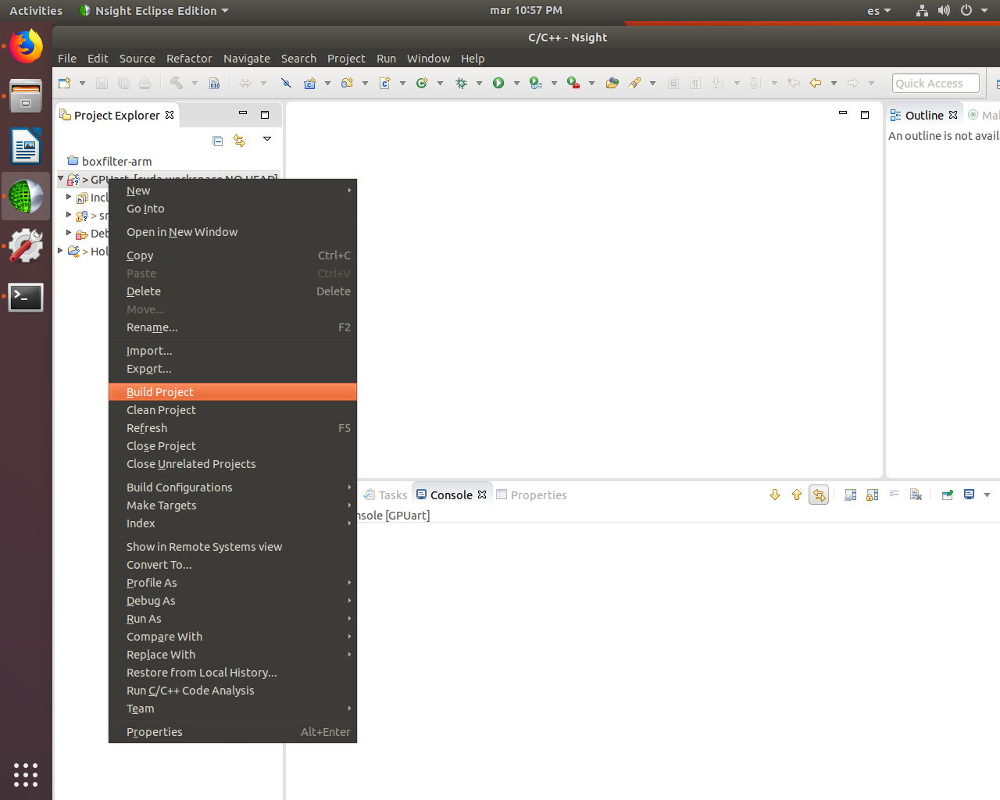 Activities
Nsight Eclipse Edition
mar 10:57 PM
es
C/C++ - Nsight
File Edit Source Refactor Navigate Search Project Run Window Help
010
Quick Access
Project Explorer
Outline
Ma
An outline is not avail
boxfilter-arm
> GPUart
Incl
> sr
Deb
> Hol
New
Go Into
Open in New Window
Copy Ctrl+C
Paste Ctrl+V
Delete Delete
Move...
Rename... F2
Import...
Export...
Build Project
Clean Project
Refresh F5
Close Project
Close Unrelated Projects
Build Configurations
Make Targets
Index
Show in Remote Systems view
Convert To...
Profile As
Debug As
Run As
Compare With
Replace With
Restore from Local History...
Run C/C++ Code Analysis
Team
Properties Alt+Enter
Tasks Console Properties
nsole [GPUart]